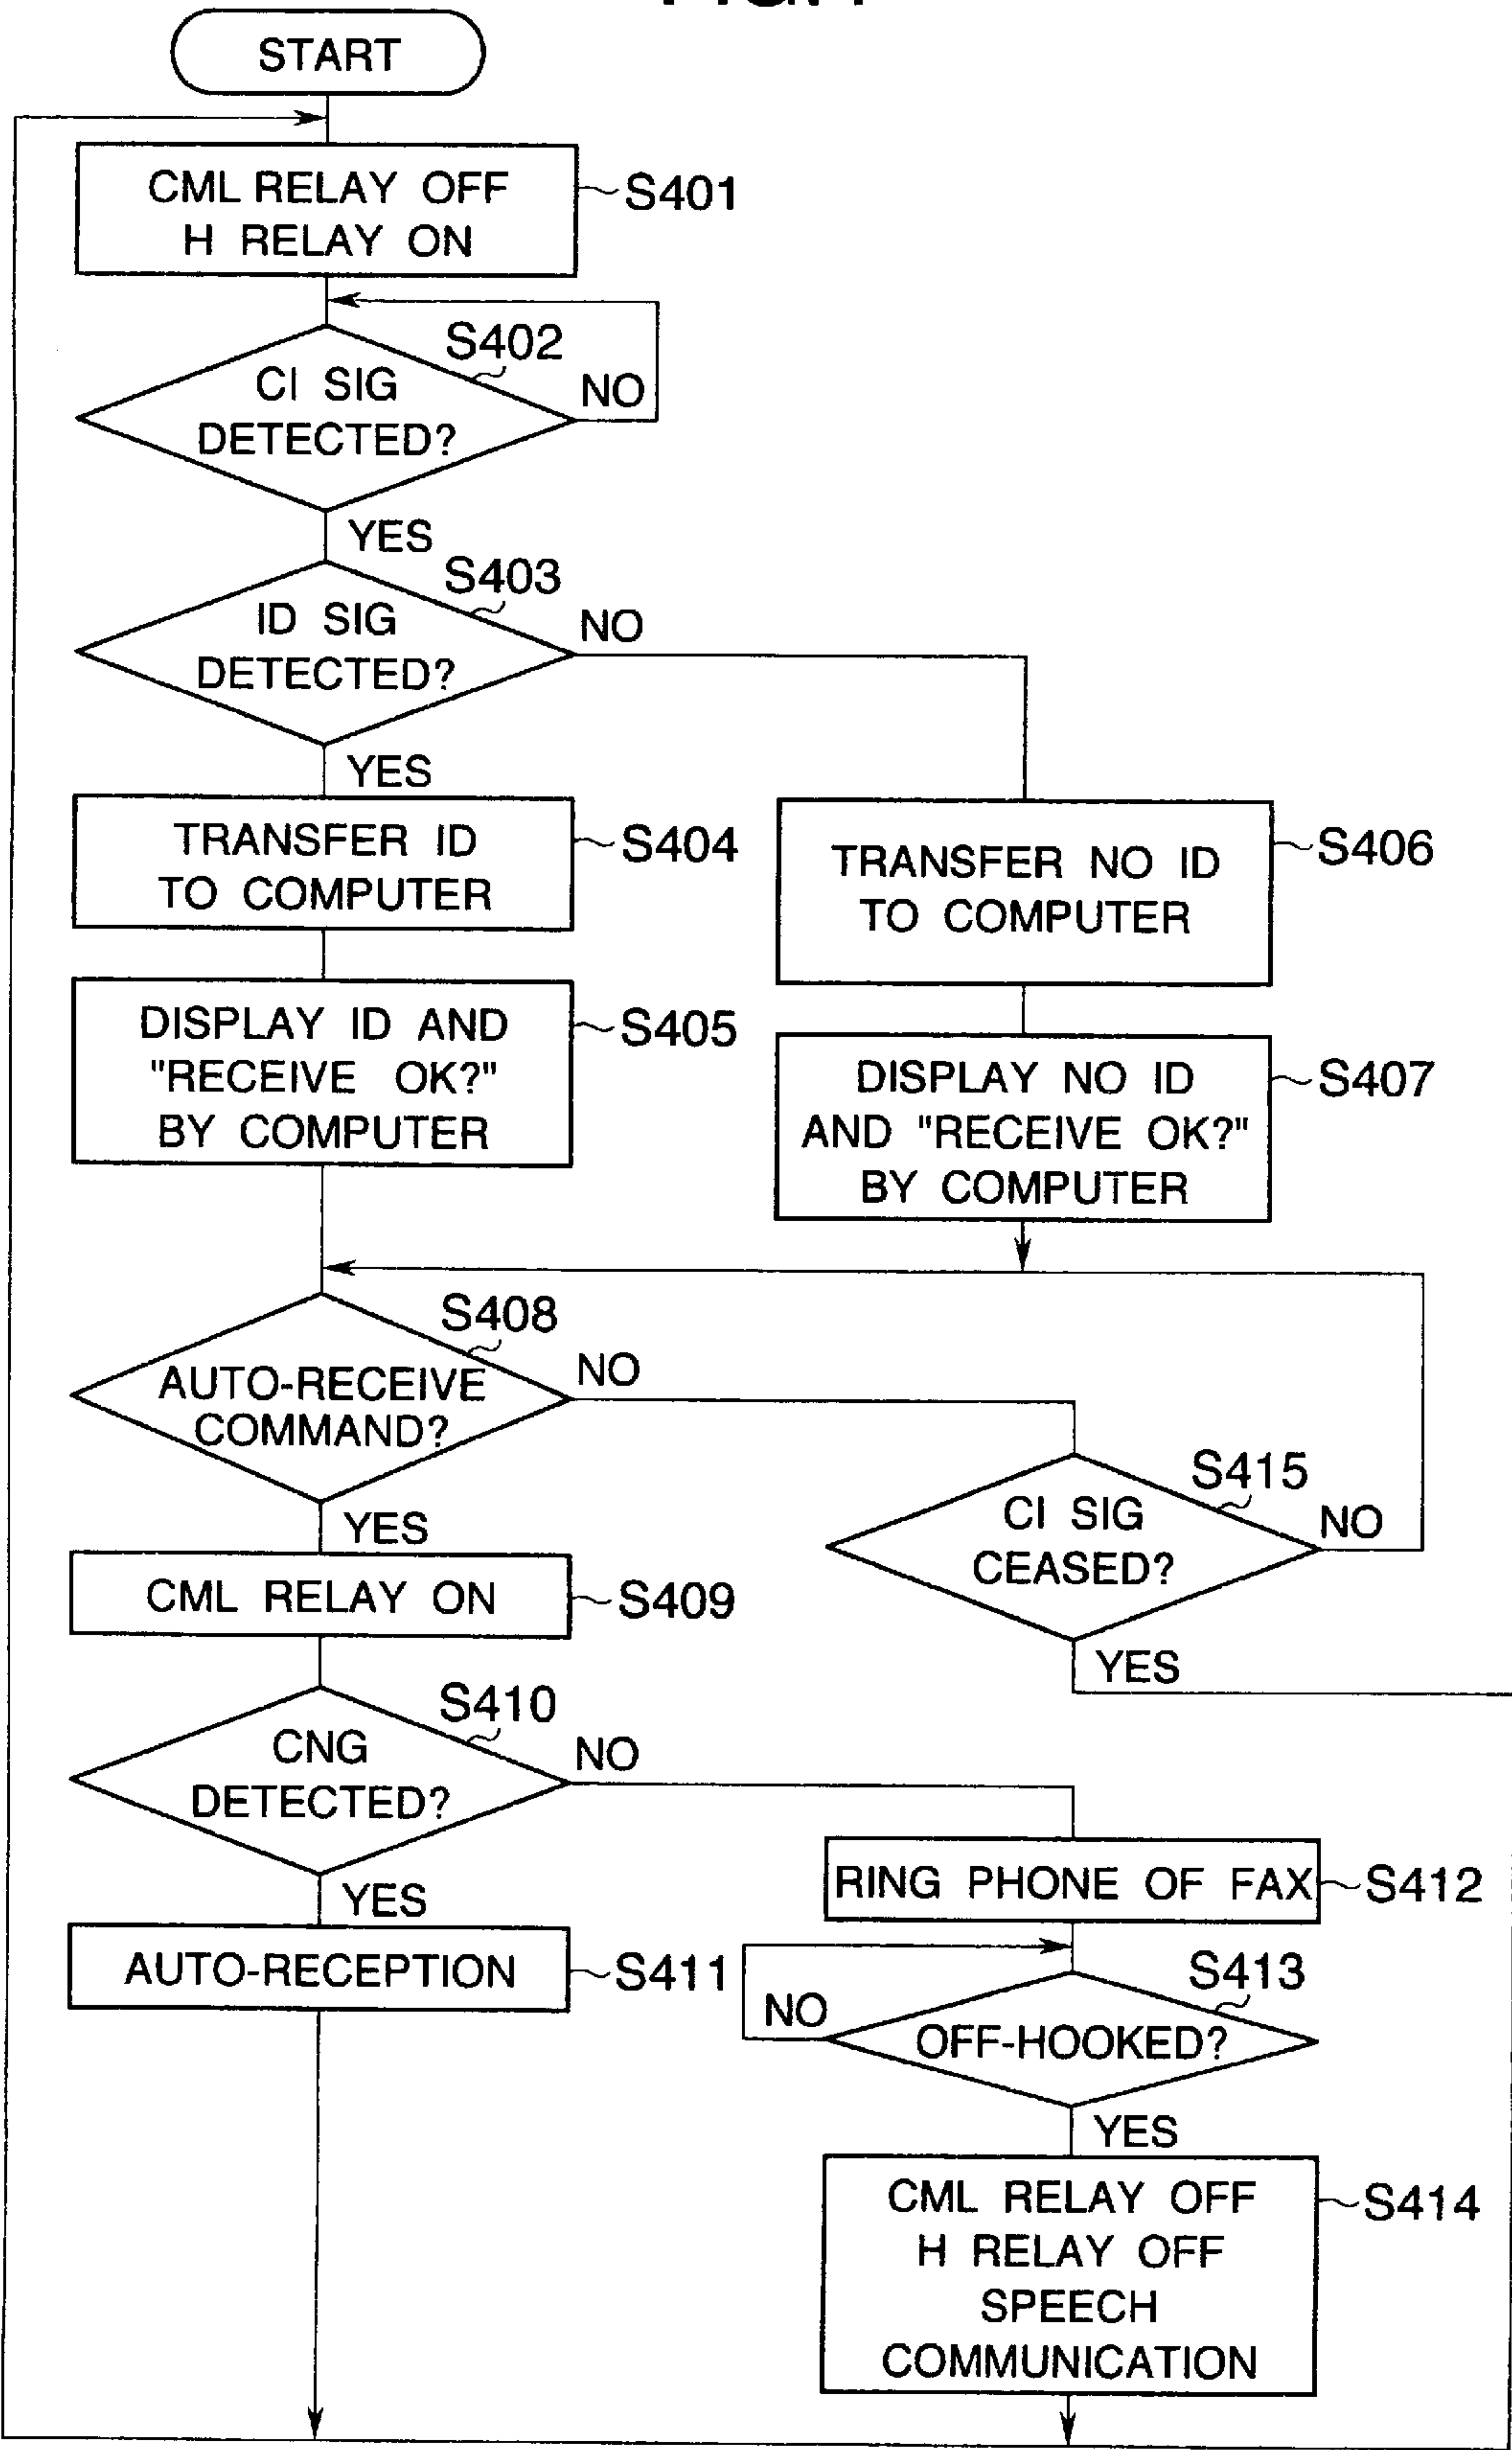 START
CML RELAY OFF
H RELAY ON
S401
S402
CI SIG
DETECTED?
NO
YES
S403
ID SIG
DETECTED?
NO
YES
TRANSFER ID
TO COMPUTER
S404
TRANSFER NO ID
TO COMPUTER
S406
DISPLAY ID AND
"RECEIVE OK?"
BY COMPUTER
S405
DISPLAY NO ID
AND "RECEIVE OK?"
BY COMPUTER
S407
S408
AUTO-RECEIVE
COMMAND?
NO
YES
S415
CI SIG
CEASED?
NO
YES
CML RELAY ON
S409
S410
CNG
DETECTED?
NO
YES
RING PHONE OF FAX
S412
AUTO-RECEPTION
S411
S413
OFF-HOOKED?
NO
YES
CML RELAY OFF
H RELAY OFF
SPEECH
COMMUNICATION
S414